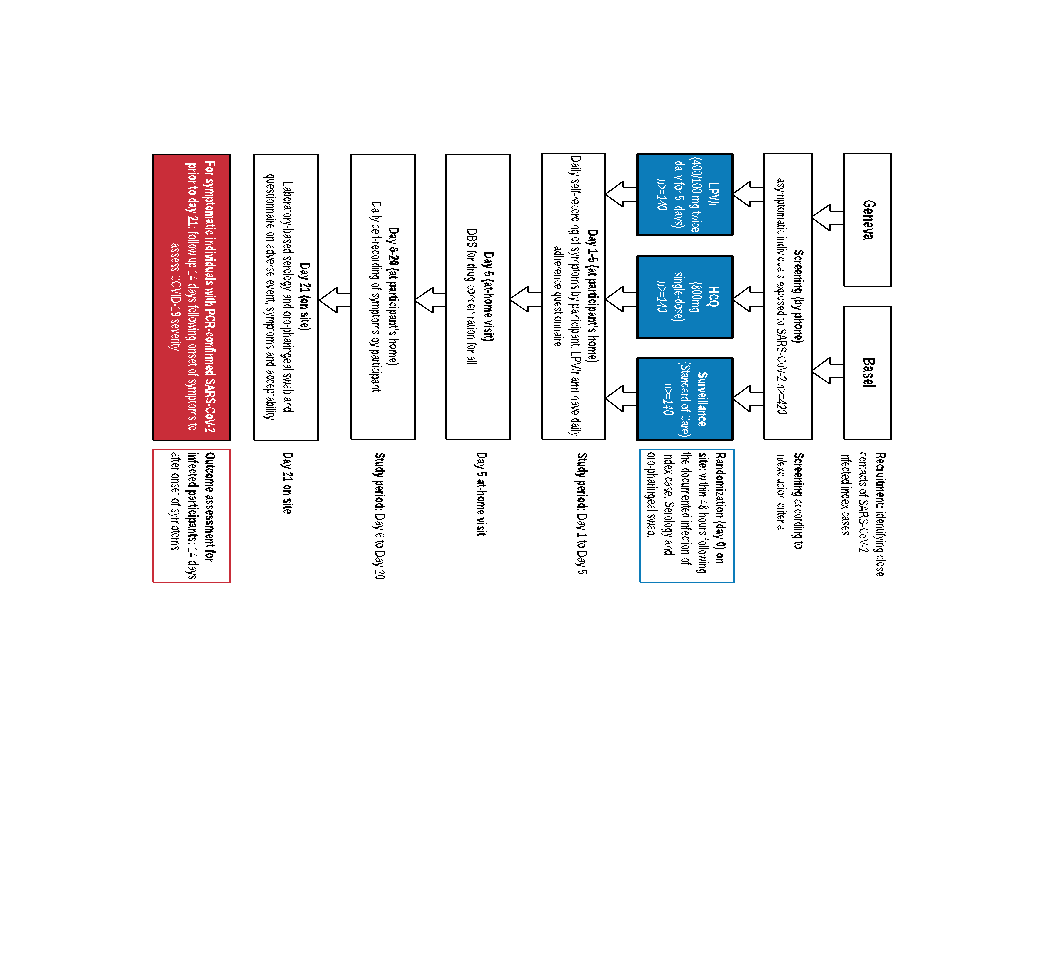 Geneva
Basel
Recruitment: identifying close
contacts of SARS-CoV-2
infected index cases
Screening (by phone)
asymptomatic individuals exposed to SARS-CoV-2 n>=420
Screening according to
criteria
LPV/r
(400/100 mg twice
daily for 5 days)
n>=140
HCQ
(800mg
single-dose)
n>=140
Surveillance
(Standard of Care)
n>=140
Randomization (day 0) on
site: within 48 hours following
the documented infection of
index case. Serology and
oro-pharingeal swap.
Day 1-5 (at participant's home)
Daily self-recording of symptoms by participant. LPV/r arm have daily
adherence questionnaire
Study period: Day 1 to Day 5
Day 5 (at-home visit)
DBS for drug concentration for all
Day 5 at-home visit
Day 6-20 (at participant's home)
Daily self-recording of symptoms by participant
Study period: Day 6 to Day 20
Day 21 (on site)
Laboratory-based serology and oro-pharingeal swab and
questionnaire on adverse event, symptoms and acceptability
Day 21 on site
For symptomatic individuals with PCR-confirmed SARS-CoV-2
prior to day 21: follow up 14 days following onset of symptoms to
assess COVID-19 severity
Outcome assessment for
infected participants: 14 days
after onset of symptoms